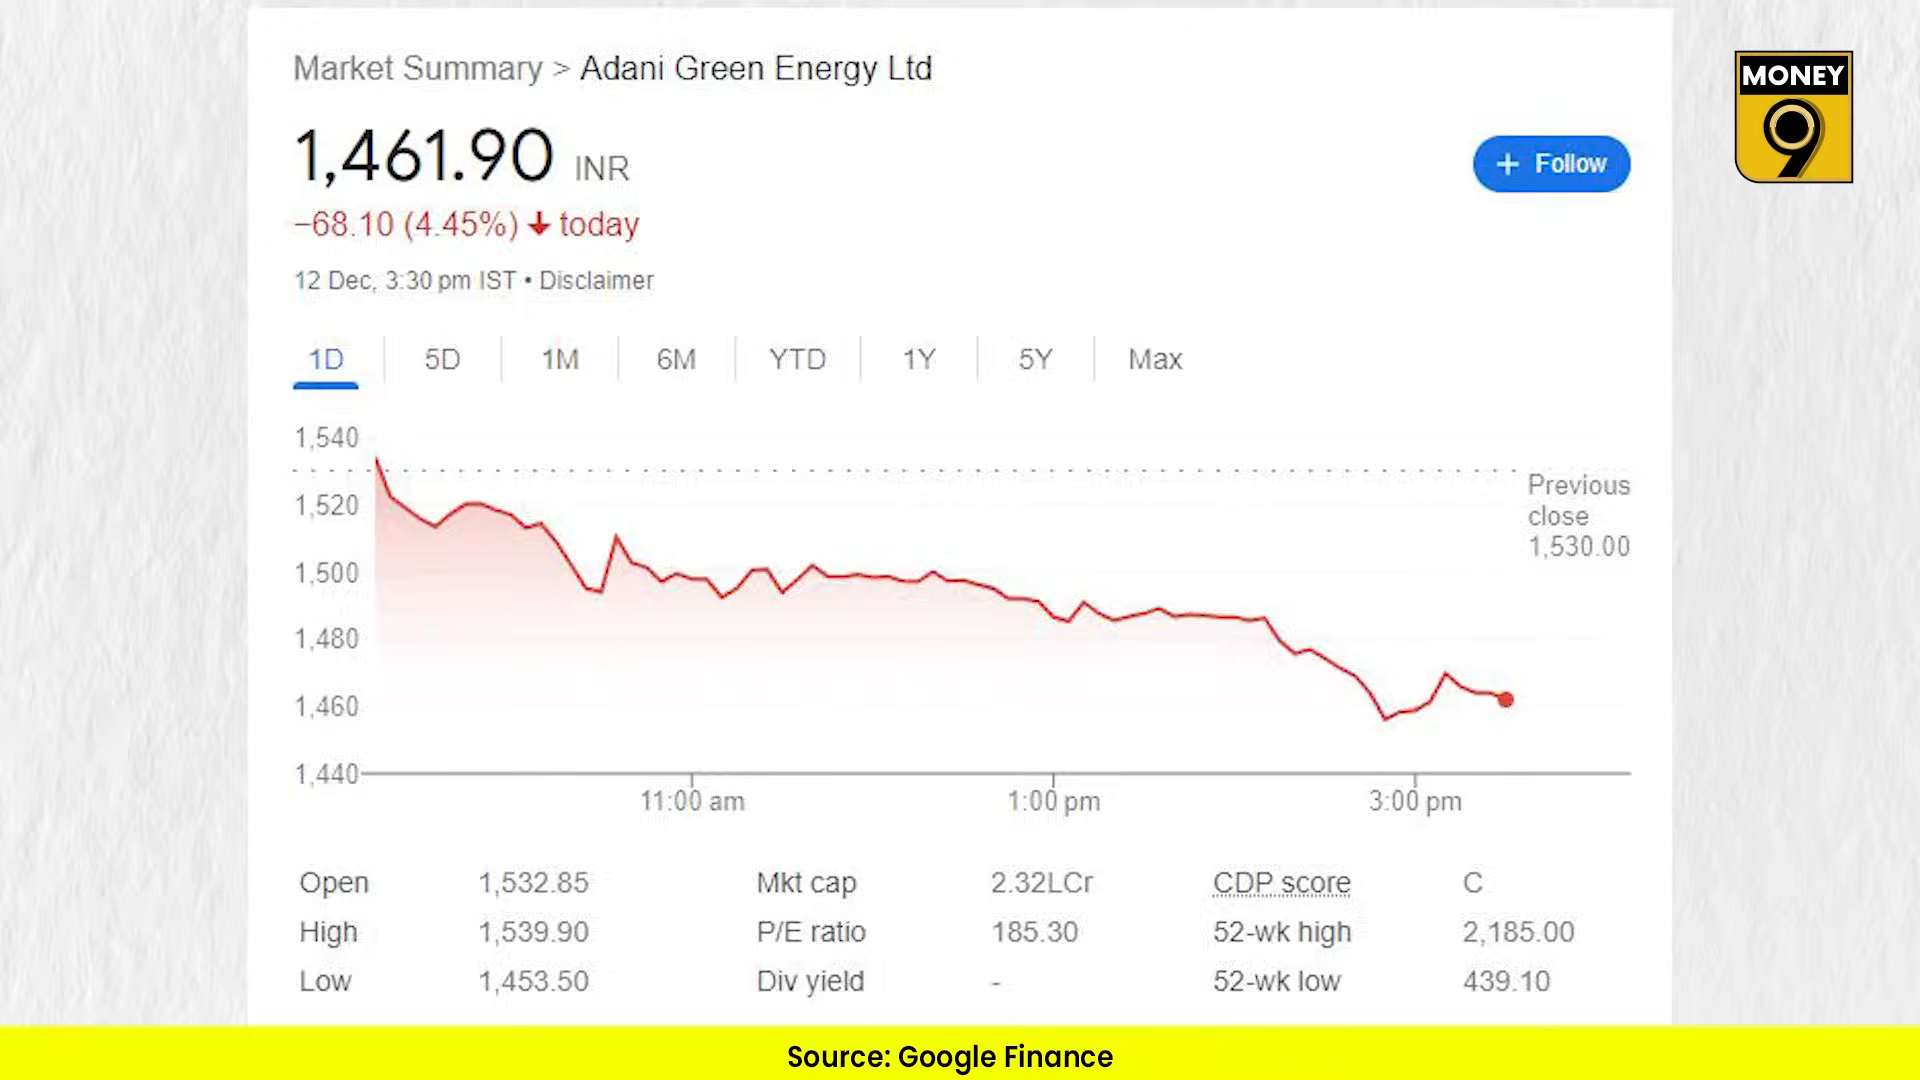 Market Summary > Adani Green Energy Ltd
MONEY
9
1,461.90 INR
+ Follow
−68.10 (4.45%) ↓ today
12 Dec, 3:30 pm IST • Disclaimer
1D 5D 1M 6M YTD 1Y 5Y Max
1,540
1,520
1,500
1,480
1,460
1,440
Previous
close
1,530.00
11:00 am 1:00 pm 3:00 pm
Open 1,532.85 Mkt cap 2.32LCr CDP score C
High 1,539.90 P/E ratio 185.30 52-wk high 2,185.00
Low 1,453.50 Div yield - 52-wk low 439.10
Source: Google Finance